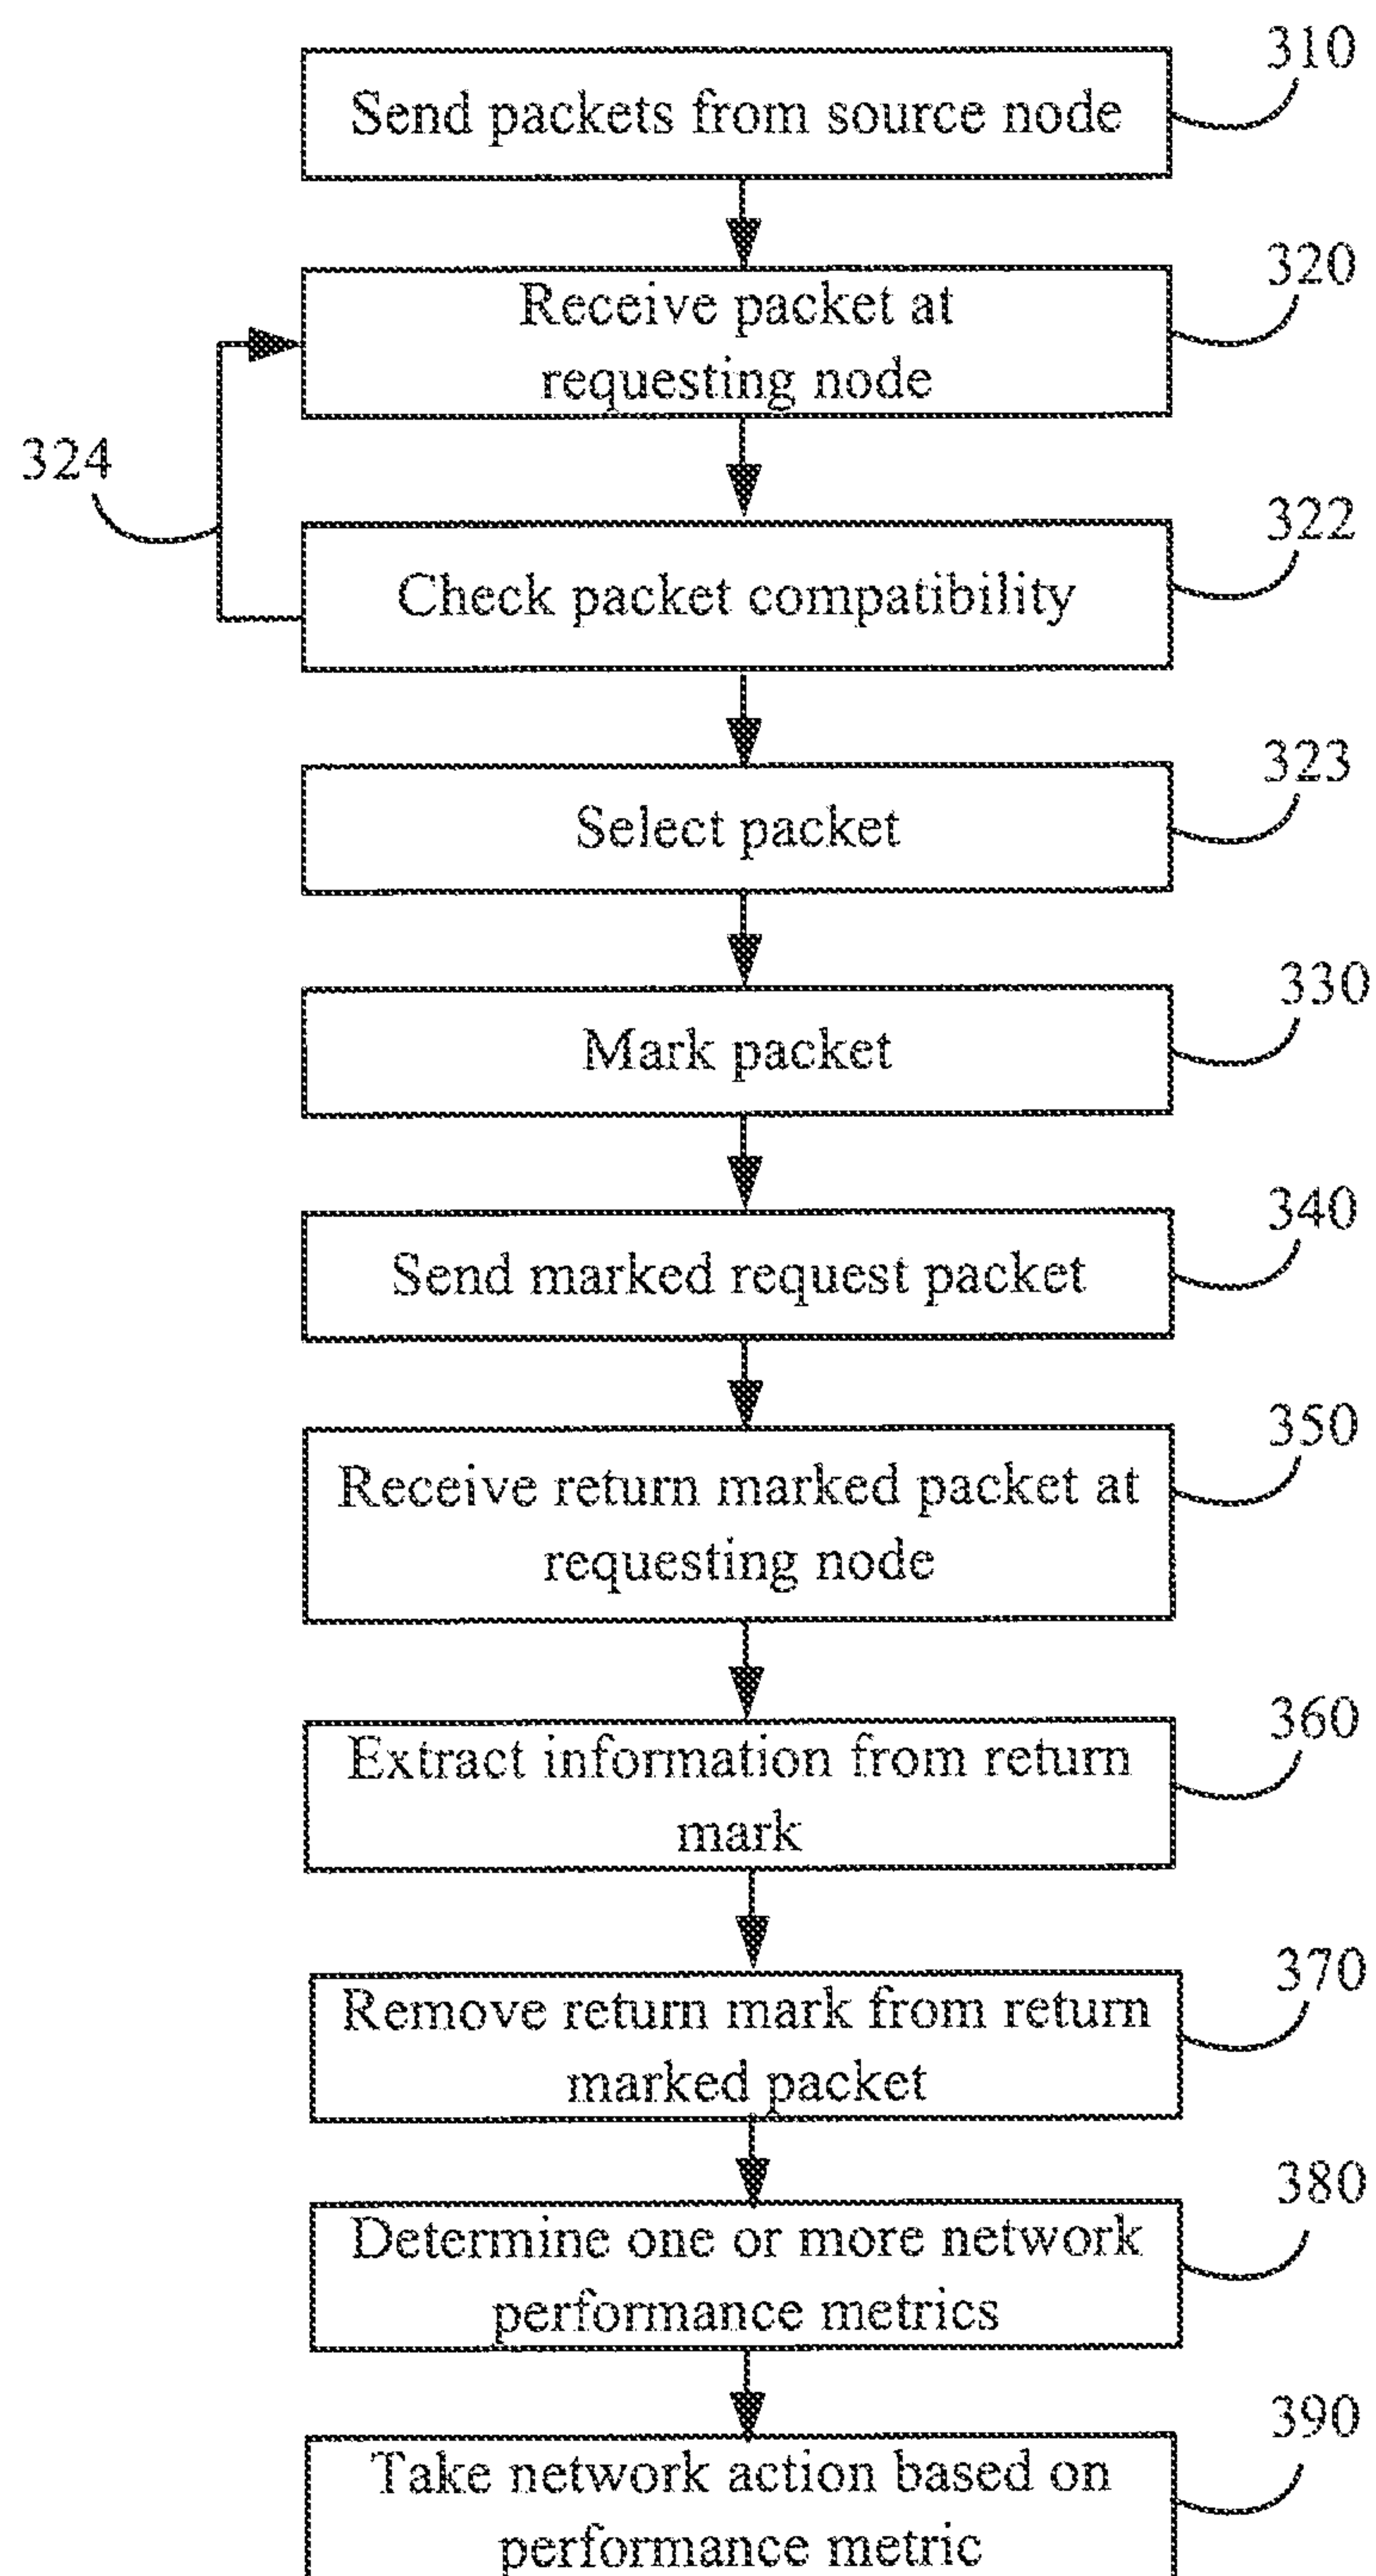 310
Send packets from source node
320
Receive packet at
requesting node
324
322
Check packet compatibility
323
Select packet
330
Mark packet
340
Send marked request packet
350
Receive return marked packet at
requesting node
360
Extract information from return
mark
370
Remove return mark from return
marked packet
380
Determine one or more network
performance metrics
390
Take network action based on
performance metric